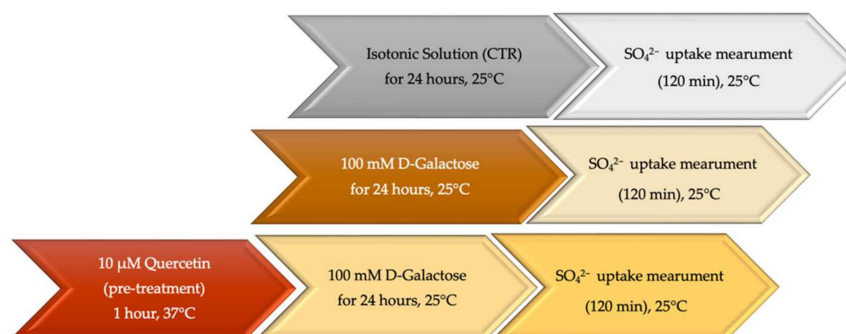 Isotonic Solution (CTR)
for 24 hours, 25°C
SO₄²⁻ uptake mearument
(120 min), 25°C
100 mM D-Galactose
for 24 hours, 25°C
SO₄²⁻ uptake mearument
(120 min), 25°C
10 µM Quercetin
(pre-treatment)
1 hour, 37°C
100 mM D-Galactose
for 24 hours, 25°C
SO₄²⁻ uptake mearument
(120 min), 25°C